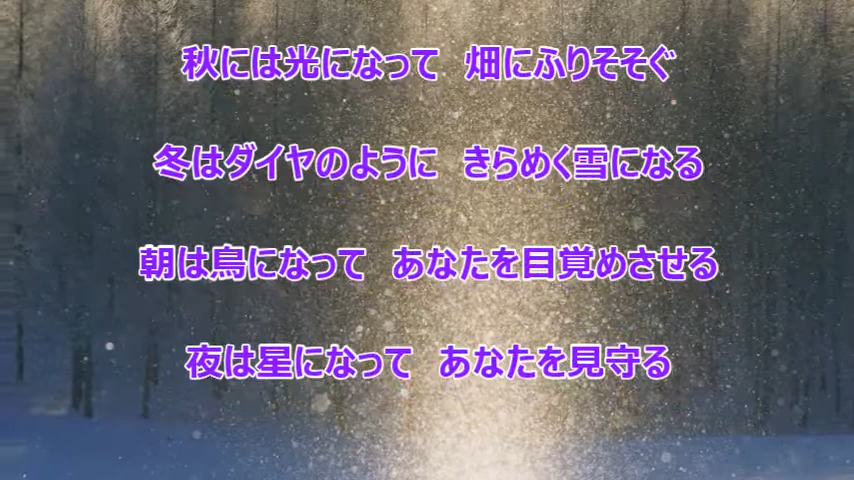 秋には光になって　畑にふりそそぐ
冬はダイヤのように　きらめく雪になる
朝は鳥になって　あなたを目覚めさせる
夜は星になって　あなたを見守る